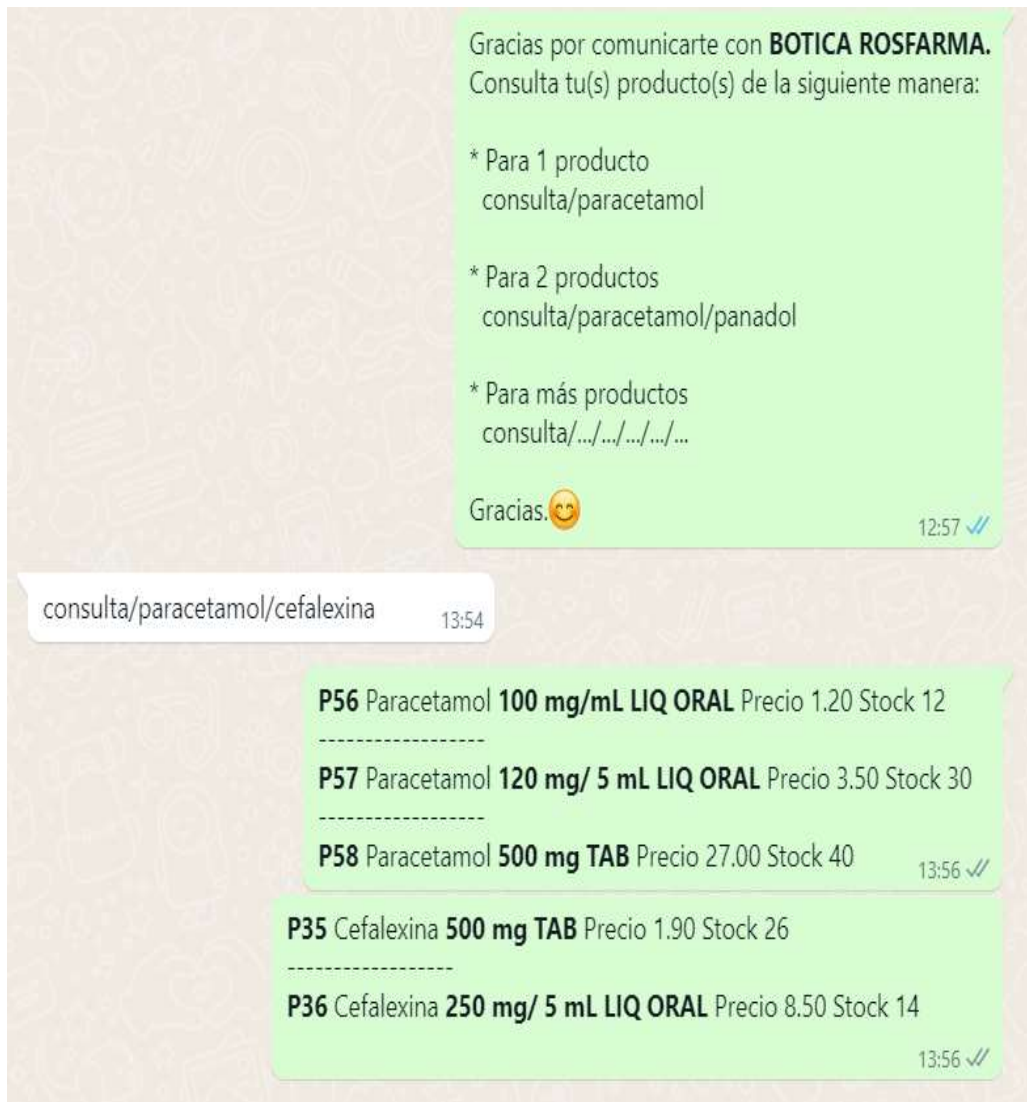 Gracias por comunicarte con BOTICA ROSFARMA.
Consulta tu(s) producto(s) de la siguiente manera:
* Para 1 producto
consulta/paracetamol
* Para 2 productos
consulta/paracetamol/panadol
* Para más productos
consulta/.../.../.../.../...
Gracias.😊
12:57
consulta/paracetamol/cefalexina
13:54
P56 Paracetamol 100 mg/mL LIQ ORAL Precio 1.20 Stock 12
------------------
P57 Paracetamol 120 mg/ 5 mL LIQ ORAL Precio 3.50 Stock 30
------------------
P58 Paracetamol 500 mg TAB Precio 27.00 Stock 40
13:56
P35 Cefalexina 500 mg TAB Precio 1.90 Stock 26
------------------
P36 Cefalexina 250 mg/ 5 mL LIQ ORAL Precio 8.50 Stock 14
13:56